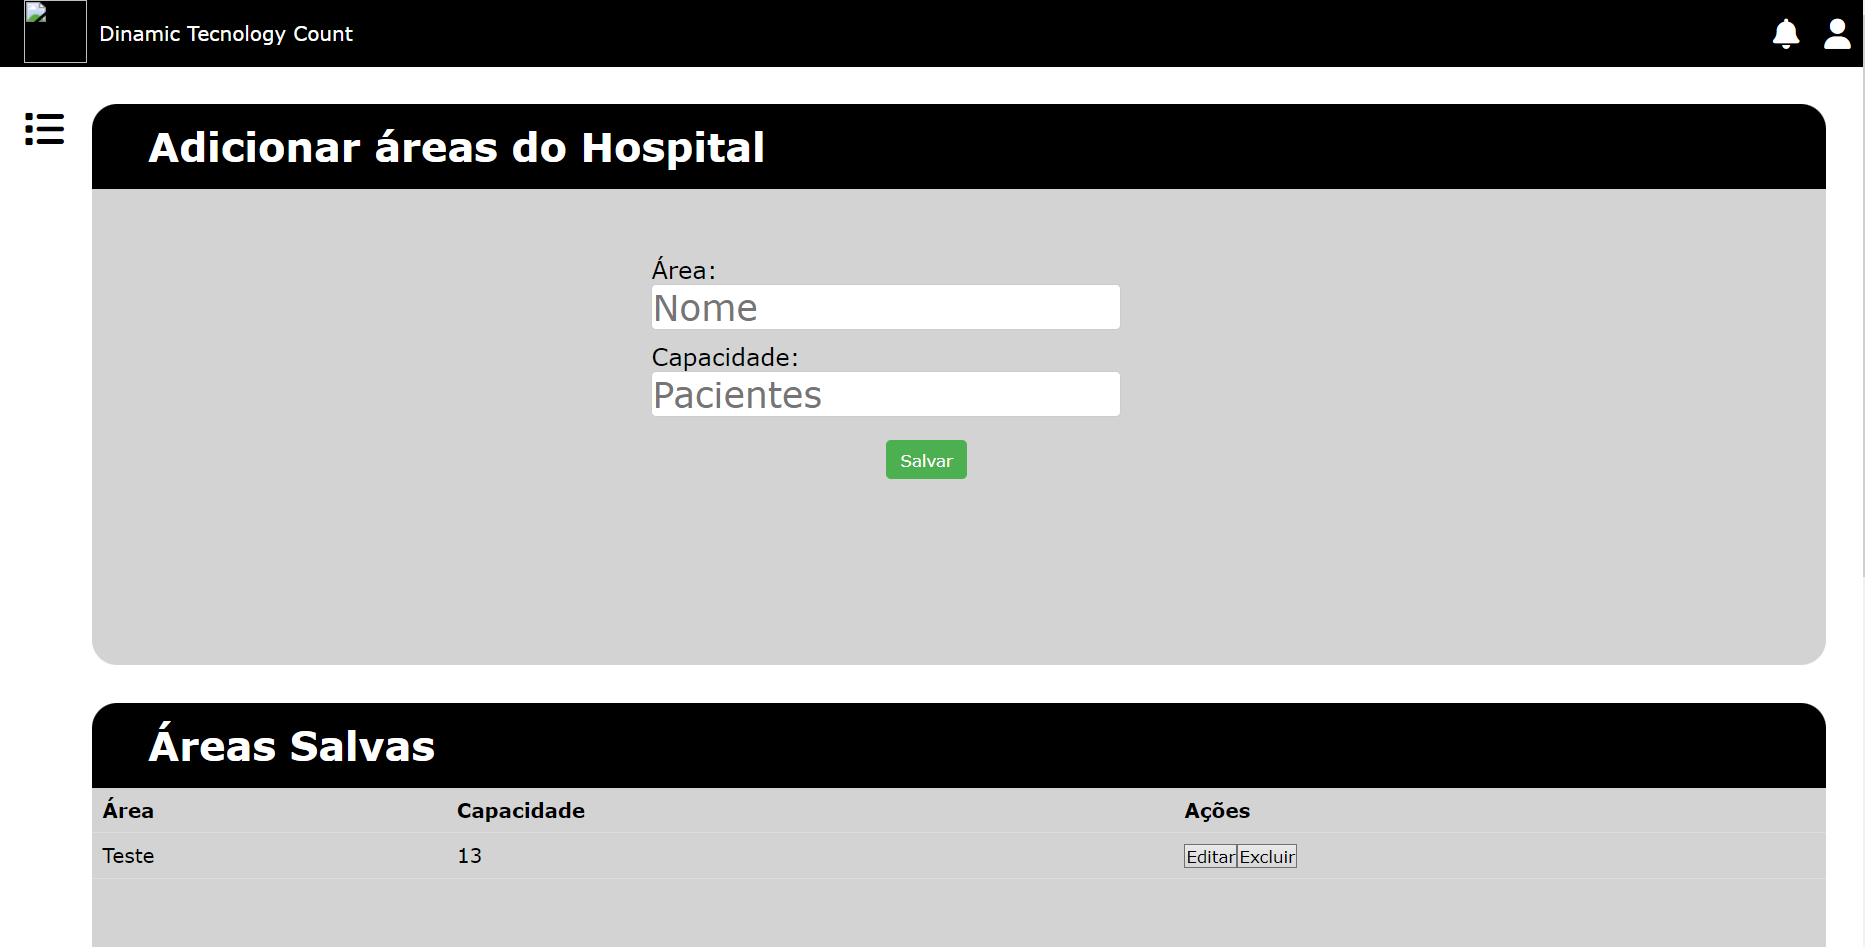 Dinamic Tecnology Count
Adicionar áreas do Hospital
Área:
Nome
Capacidade:
Pacientes
Salvar
Áreas Salvas
Área Capacidade Ações
Teste 13 Editar Excluir